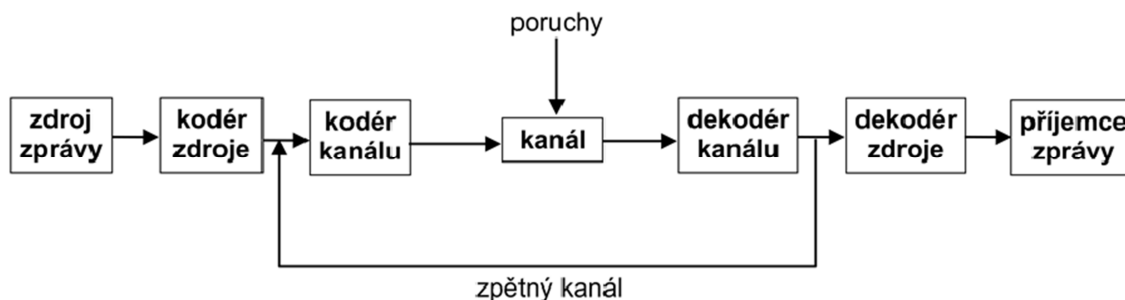 poruchy
zdroj
zprávy
kodér
zdroje
kodér
kanálu
kanál
dekodér
kanálu
dekodér
zdroje
příjemce
zprávy
zpětný kanál